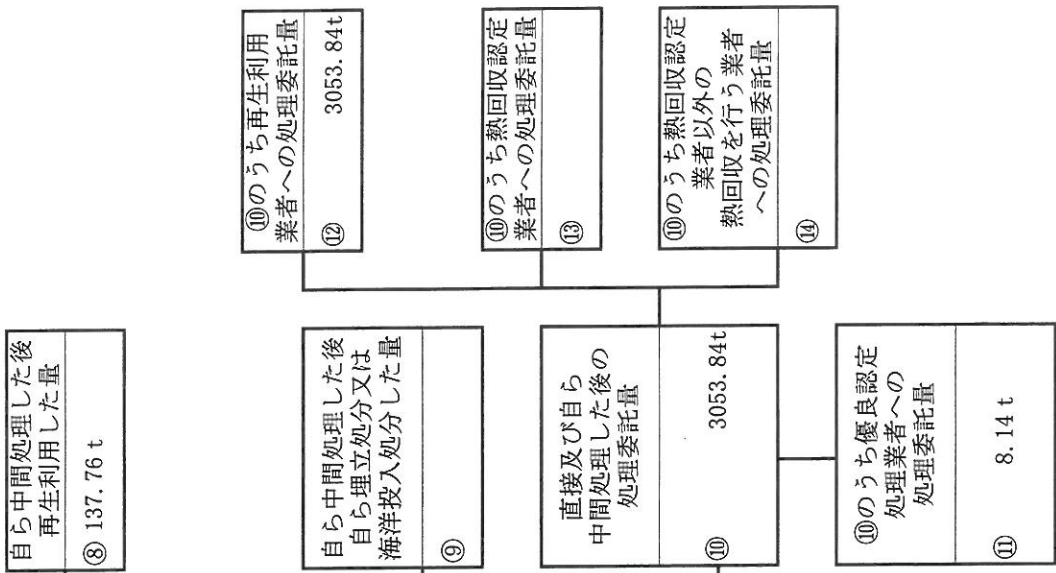 自ら中間処理した後
再生利用した量
⑧ 137.76 t
自ら中間処理した後
自ら埋立処分又は
海洋投入処分した量
⑨
直接及び自ら
中間処理した後の
処理委託量
⑩ 3053.84t
⑩のうち優良認定
処理業者への
処理委託量
⑪ 8.14 t
⑩のうち再生利用
業者への処理委託量
⑫ 3053.84t
⑩のうち熱回収認定
業者への処理委託量
⑬
⑩のうち熱回収認定
業者以外の
熱回収を行う業者
への処理委託量
⑭